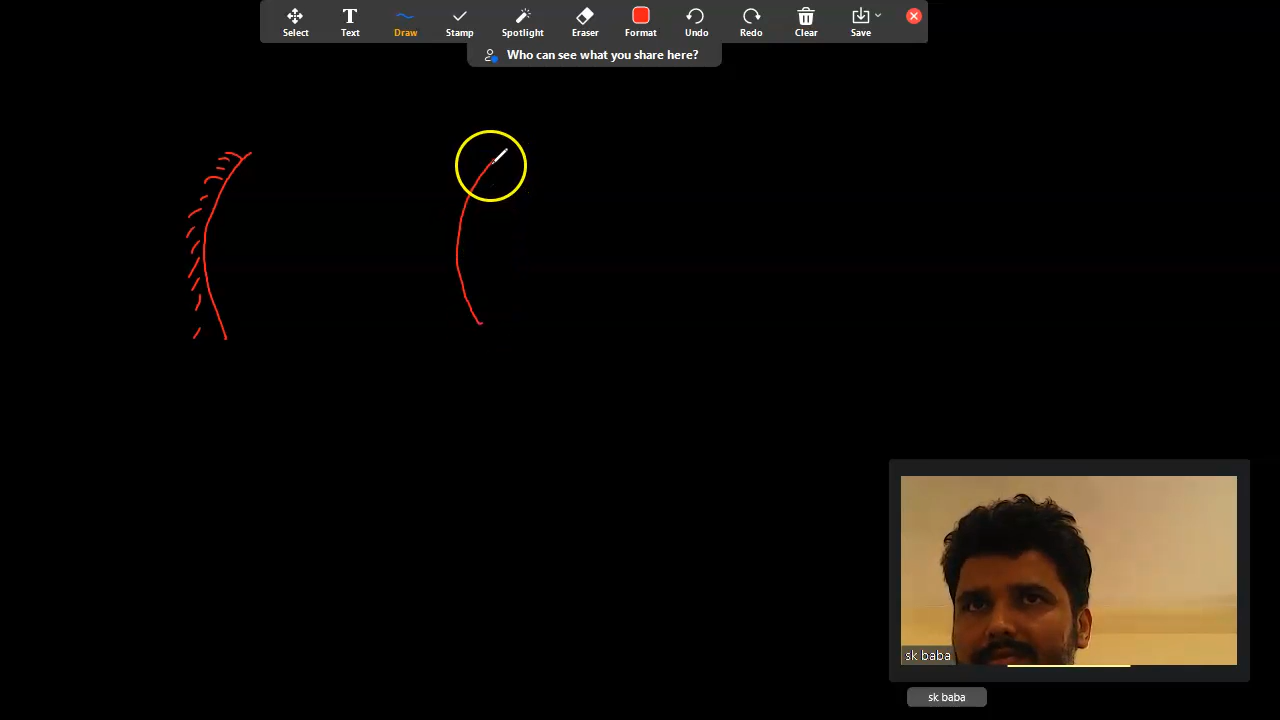 Select Text Draw Stamp Spotlight Eraser Format Undo Redo Clear Save
Who can see what you share here?
sk baba
sk baba